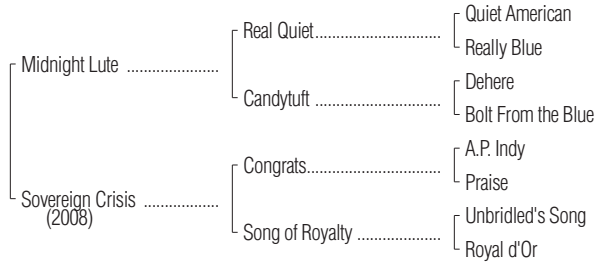 Quiet American
Real Quiet
Really Blue
Midnight Lute
Dehere
Candytuft
Bolt From the Blue
A.P. Indy
Congrats
Praise
Sovereign Crisis
(2008)
Unbridled's Song
Song of Royalty
Royal d'Or